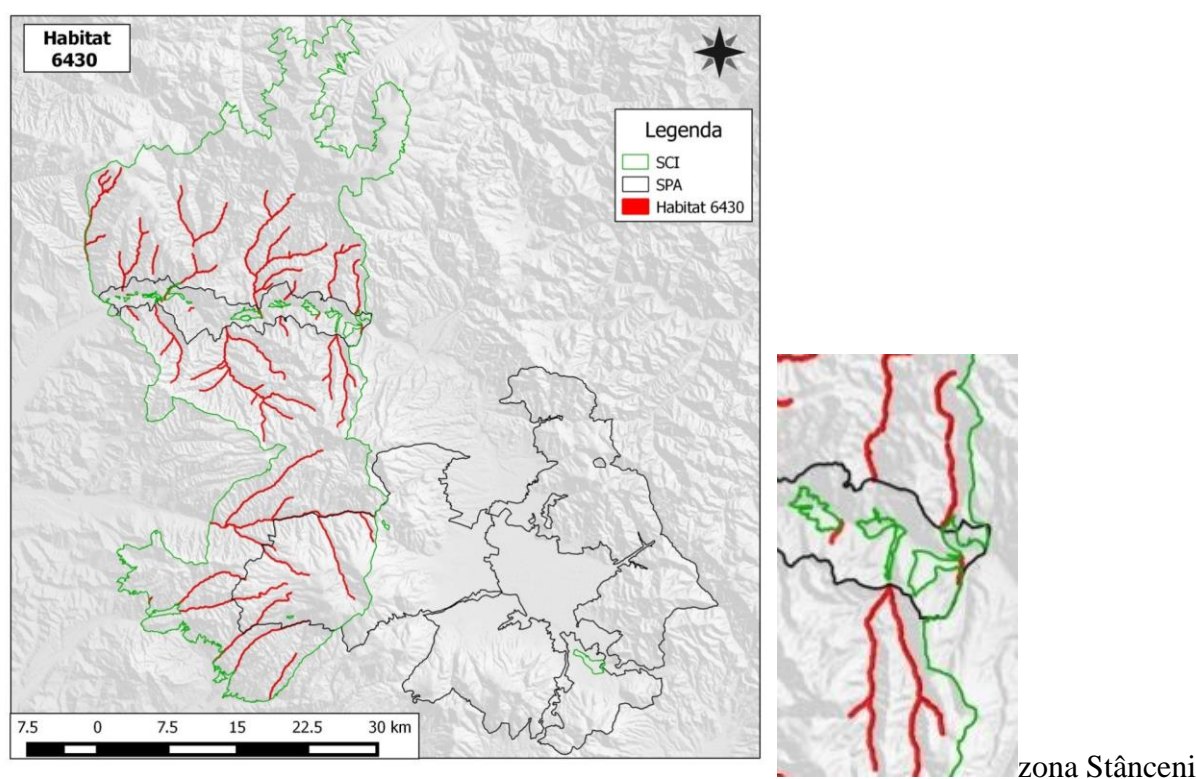 Habitat
6430
Legenda
SCI
SPA
Habitat 6430
7.5 0 7.5 15 22.5 30 km
zona Stânceni